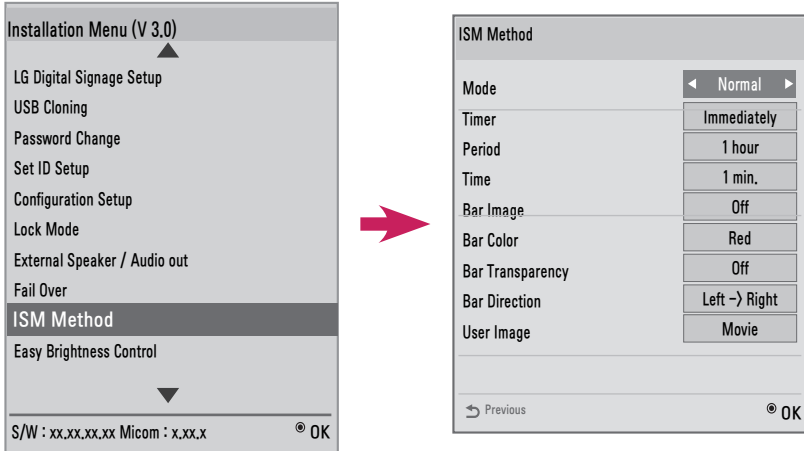 Installation Menu (V 3.0)
LG Digital Signage Setup
USB Cloning
Password Change
Set ID Setup
Configuration Setup
Lock Mode
External Speaker / Audio out
Fail Over
ISM Method
Easy Brightness Control
S/W : xx.xx.xx.xx Micom : x.xx.x OK
ISM Method
Mode Normal
Timer Immediately
Period 1 hour
Time 1 min.
Bar Image Off
Bar Color Red
Bar Transparency Off
Bar Direction Left -> Right
User Image Movie
Previous OK